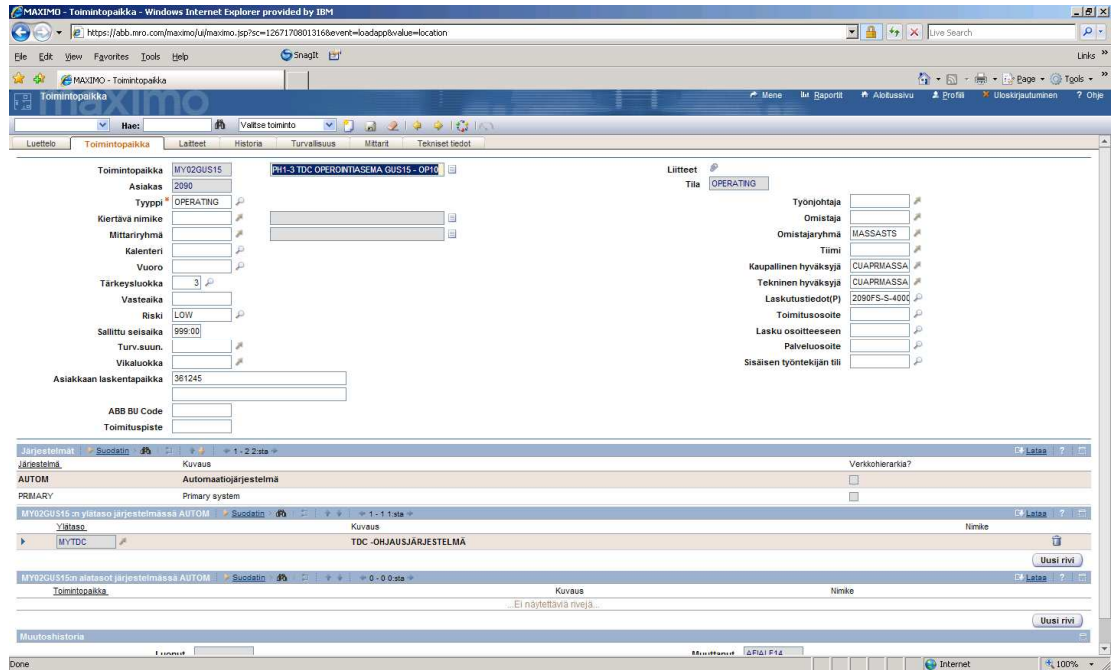 MAXIMO - Toimintopaikka - Windows Internet Explorer provided by IBM
https://abb.mro.com/maximo/ui/maximo.jsp?sc=1267170801316&event=loadapp&value=location
Live Search
File Edit View Favorites Tools Help
SnagIt
Links »
MAXIMO - Toimintopaikka
Page Tools »
Toimintopaikka
maximo
Mene Raportit Aloitussivu Profiili Uloskirjautuminen ? Ohje
Hae: Valitse toiminto
Luettelo Toimintopaikka Laitteet Historia Turvallisuus Mittarit Tekniset tiedot
Toimintopaikka MY02GUS15 PH1-3 TDC OPEROINTIASEMA GUS15 - OP10
Liitteet
Asiakas 2090
Tila OPERATING
Tyyppi OPERATING
Työnjohtaja
Kiertävä nimike
Omistaja
Mittariryhmä
Omistajaryhmä MASSASTS
Kalenteri
Tiimi
Vuoro
Kaupallinen hyväksyjä CUAPRMASSA
Tärkeysluokka 3
Tekninen hyväksyjä CUAPRMASSA
Vasteaika
Laskutustiedot(P) 2090FS-S-4000
Riski LOW
Toimitusosoite
Sallittu seisaika 999:00
Lasku osoitteeseen
Turv.suun.
Palveluosoite
Vikaluokka
Sisäisen työntekijän tili
Asiakkaan laskentapaikka 361245
ABB BU Code
Toimituspiste
Järjestelmät Suodatin 1 - 2 2:sta Lataa ?
Järjestelmä Kuvaus Verkkohierarkia?
AUTOM Automaatiojärjestelmä
PRIMARY Primary system
MY02GUS15 :n ylätaso järjestelmässä AUTOM Suodatin 1 - 1 1:sta Lataa ?
Ylätaso Kuvaus Nimike
MYTDC TDC -OHJAUSJÄRJESTELMÄ
Uusi rivi
MY02GUS15:n alatasot järjestelmässä AUTOM Suodatin 0 - 0 0:sta Lataa ?
Toimintopaikka Kuvaus Nimike
...Ei näytettäviä rivejä...
Uusi rivi
Muutoshistoria
Luonut Muuttanut
Done Internet 100%